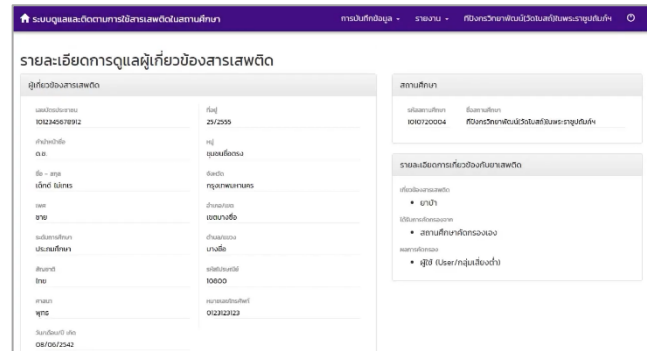 ระบบดูแลและติดตามการใช้สารเสพติดในสถานศึกษา
การบันทึกข้อมูล
รายงาน
ทีปังกรวิทยาพัฒน์(วัดโบสถ์)ในพระราชูปถัมภ์ฯ
รายละเอียดการดูแลผู้เกี่ยวข้องสารเสพติด
ผู้เกี่ยวข้องสารเสพติด
เลขบัตรประชาชน
1012345678912
คำนำหน้าชื่อ
ด.ช.
ชื่อ - สกุล
เด็กดี ไม่เกเร
เพศ
ชาย
ระดับการศึกษา
ประถมศึกษา
สัญชาติ
ไทย
ศาสนา
พุทธ
วัน/เดือน/ปี เกิด
08/06/2542
ที่อยู่
25/2555
หมู่
ชุมชนซื่อตรง
จังหวัด
กรุงเทพมหานคร
อำเภอ/เขต
เขตบางซื่อ
ตำบล/แขวง
บางซื่อ
รหัสไปรษณีย์
10800
หมายเลขโทรศัพท์
0123123123
สถานศึกษา
รหัสสถานศึกษา ชื่อสถานศึกษา
1010720004 ทีปังกรวิทยาพัฒน์(วัดโบสถ์)ในพระราชูปถัมภ์ฯ
รายละเอียดการเกี่ยวข้องกับยาเสพติด
เกี่ยวข้องสารเสพติด
• ยาบ้า
ได้รับการคัดกรองจาก
• สถานศึกษาคัดกรองเอง
ผลการคัดกรอง
• ผู้ใช้ (User/กลุ่มเสี่ยงต่ำ)